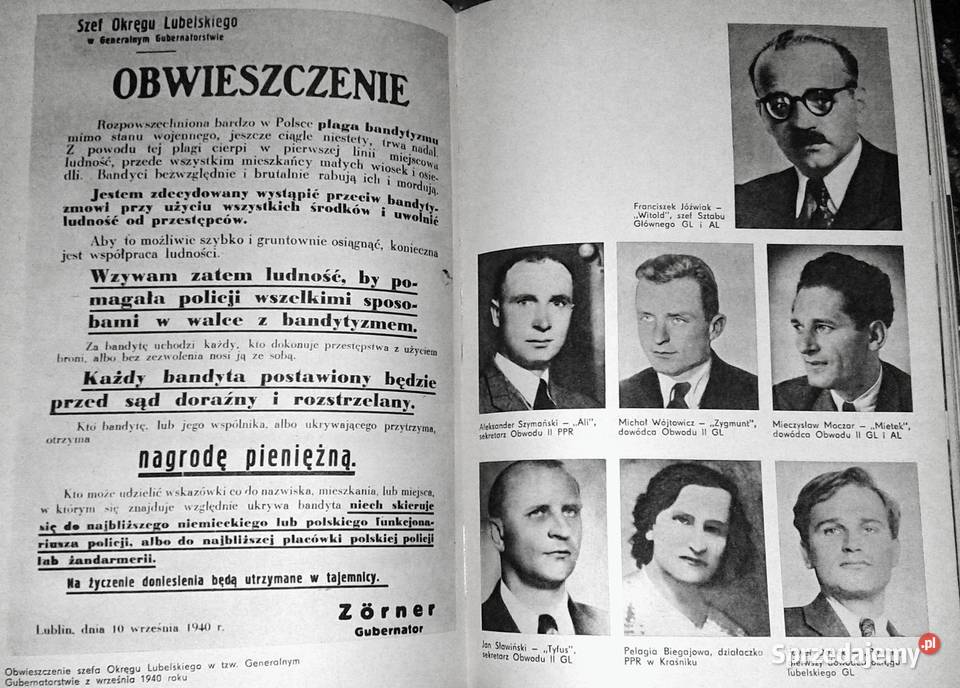 Szef Okręgu Lubelskiego
w Generalnym Gubernatorstwie
OBWIESZCZENIE
Rozpowszechniona bardzo w Polsce plaga bandytyzmu
mimo stanu wojennego, jeszcze ciągle niestety, trwa nadal.
Z powodu tej plagi cierpi w pierwszej linii miejscowa
ludność, przede wszystkim mieszkańcy małych wiosek i osie-
dli. Bandyci bezwzględnie i brutalnie rabują ich i mordują.
Jestem zdecydowany wystąpić przeciw bandyty-
zmowi przy użyciu wszystkich środków i uwolnić
ludność od przestępców.
Aby to możliwie szybko i gruntownie osiągnąć, konieczna
jest współpraca ludności.
Wzywam zatem ludność, by po-
magała policji wszelkimi sposo-
bami w walce z bandytyzmem.
Za bandytę uchodzi każdy, kto dokonuje przestępstwa z użyciem
broni, albo bez zezwolenia nosi ją ze sobą.
Każdy bandyta postawiony będzie
przed sąd doraźny i rozstrzelany.
Kto bandytę, lub jego wspólnika, albo ukrywającego przytrzyma,
otrzyma
nagrodę pieniężną.
Kto może udzielić wskazówki co do nazwiska, mieszkania, lub miejsca,
w którym się znajduje względnie ukrywa bandyta niech skieruje
się do najbliższego niemieckiego lub polskiego funkcjona-
riusza policji, albo do najbliższej placówki polskiej policji
lub żandarmerii.
Na życzenie doniesienia będą utrzymane w tajemnicy.
Zörner
Gubernator
Lublin, dnia 10 września 1940 r.
Obwieszczenie szefa Okręgu Lubelskiego w tzw. Generalnym
Gubernatorstwie z września 1940 roku
Franciszek Jóźwiak –
„Witold", szef Sztabu
Głównego GL i AL
Aleksander Szymański – „Ali",
sekretarz Obwodu II PPR
Michał Wójtowicz – „Zygmunt",
dowódca Obwodu II GL
Mieczysław Moczar – „Mietek",
dowódca Obwodu II GL i AL
Jan Sławiński – „Tyfus",
sekretarz Obwodu II GL
Pelagia Biegajowa, działaczka
PPR w Kraśniku
pierwszy dowódca okręgu
lubelskiego GL
Sprzedajemy.pl